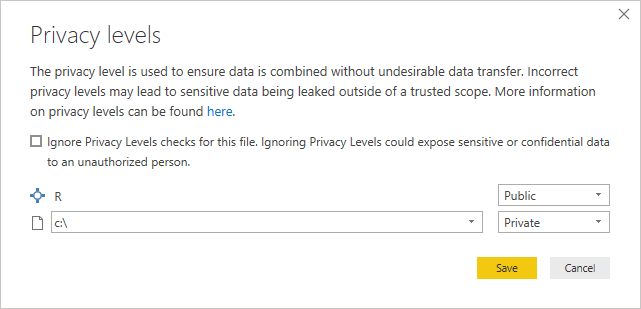 Privacy levels
The privacy level is used to ensure data is combined without undesirable data transfer. Incorrect
privacy levels may lead to sensitive data being leaked outside of a trusted scope. More information
on privacy levels can be found here.
Ignore Privacy Levels checks for this file. Ignoring Privacy Levels could expose sensitive or confidential data
to an unauthorized person.
R Public
c:\ Private
Save Cancel